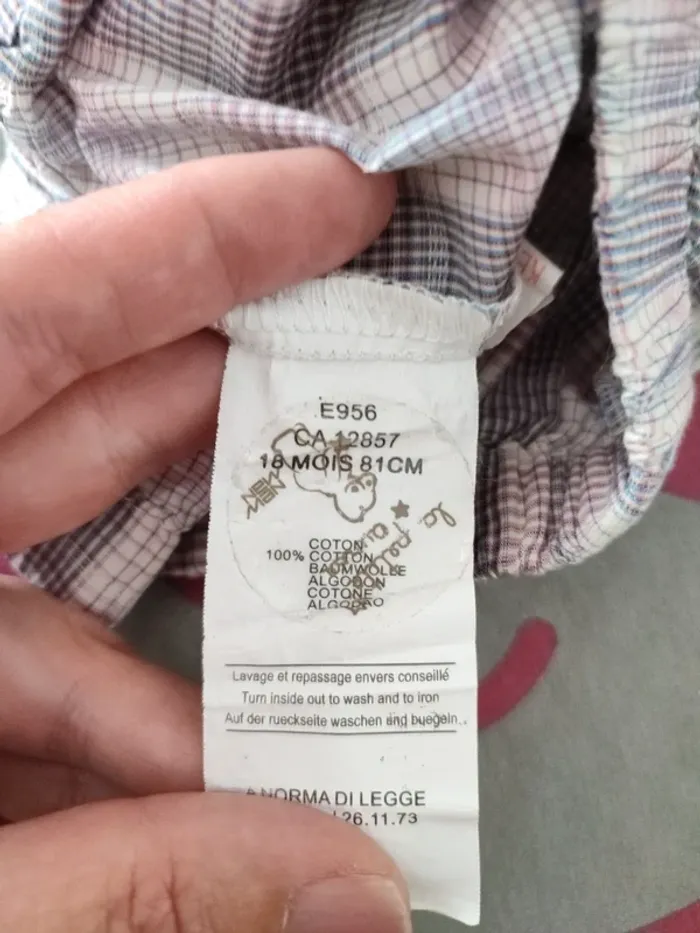 E956
CA 12857
18 MOIS 81CM
COTON
100% COTTON
BAUMWOLLE
ALGODON
COTONE
ALGODAO
Lavage et repassage envers conseillé
Turn inside out to wash and to iron
Auf der rueckseite waschen and buegeln..
A NORMA DI LEGGE
26.11.73